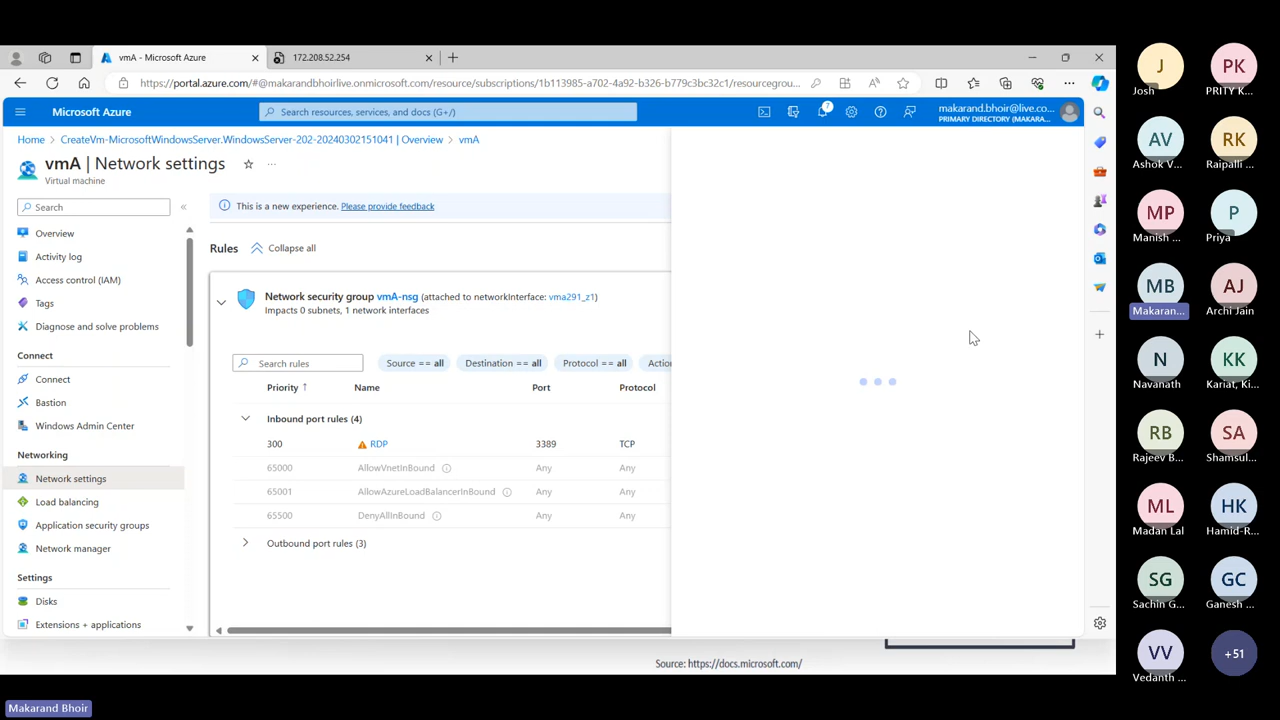 vmA - Microsoft Azure
172.208.52.254
https://portal.azure.com/#@makarandbhoirlive.onmicrosoft.com/resource/subscriptions/1b113985-a702-4a92-b326-b779c3bc32c1/resourcegrou...
Microsoft Azure
Search resources, services, and docs (G+/)
7
makarand.bhoir@live.co...
PRIMARY DIRECTORY (MAKARA...
Home > CreateVm-MicrosoftWindowsServer.WindowsServer-202-20240302151041 | Overview > vmA
vmA | Network settings
Virtual machine
Search
Overview
Activity log
Access control (IAM)
Tags
Diagnose and solve problems
Connect
Connect
Bastion
Windows Admin Center
Networking
Network settings
Load balancing
Application security groups
Network manager
Settings
Disks
Extensions + applications
This is a new experience. Please provide feedback
Rules
Collapse all
Network security group vmA-nsg (attached to networkInterface: vma291_z1)
Impacts 0 subnets, 1 network interfaces
Search rules
Source == all
Destination == all
Protocol == all
Action
Priority ↑ Name Port Protocol
Inbound port rules (4)
300 RDP 3389 TCP
65000 AllowVnetInBound Any Any
65001 AllowAzureLoadBalancerInBound Any Any
65500 DenyAllInBound Any Any
Outbound port rules (3)
Source: https://docs.microsoft.com/
Makarand Bhoir
J
Josh
PK
PRITY K...
AV
Ashok V...
RK
Raipalli ...
MP
Manish ...
P
Priya
MB
Makaran...
AJ
Archi Jain
N
Navanath
KK
Kariat, Ki...
RB
Rajeev B...
SA
Shamsul...
ML
Madan Lal
HK
Hamid-R...
SG
Sachin G...
GC
Ganesh ...
VV
Vedanth ...
+51